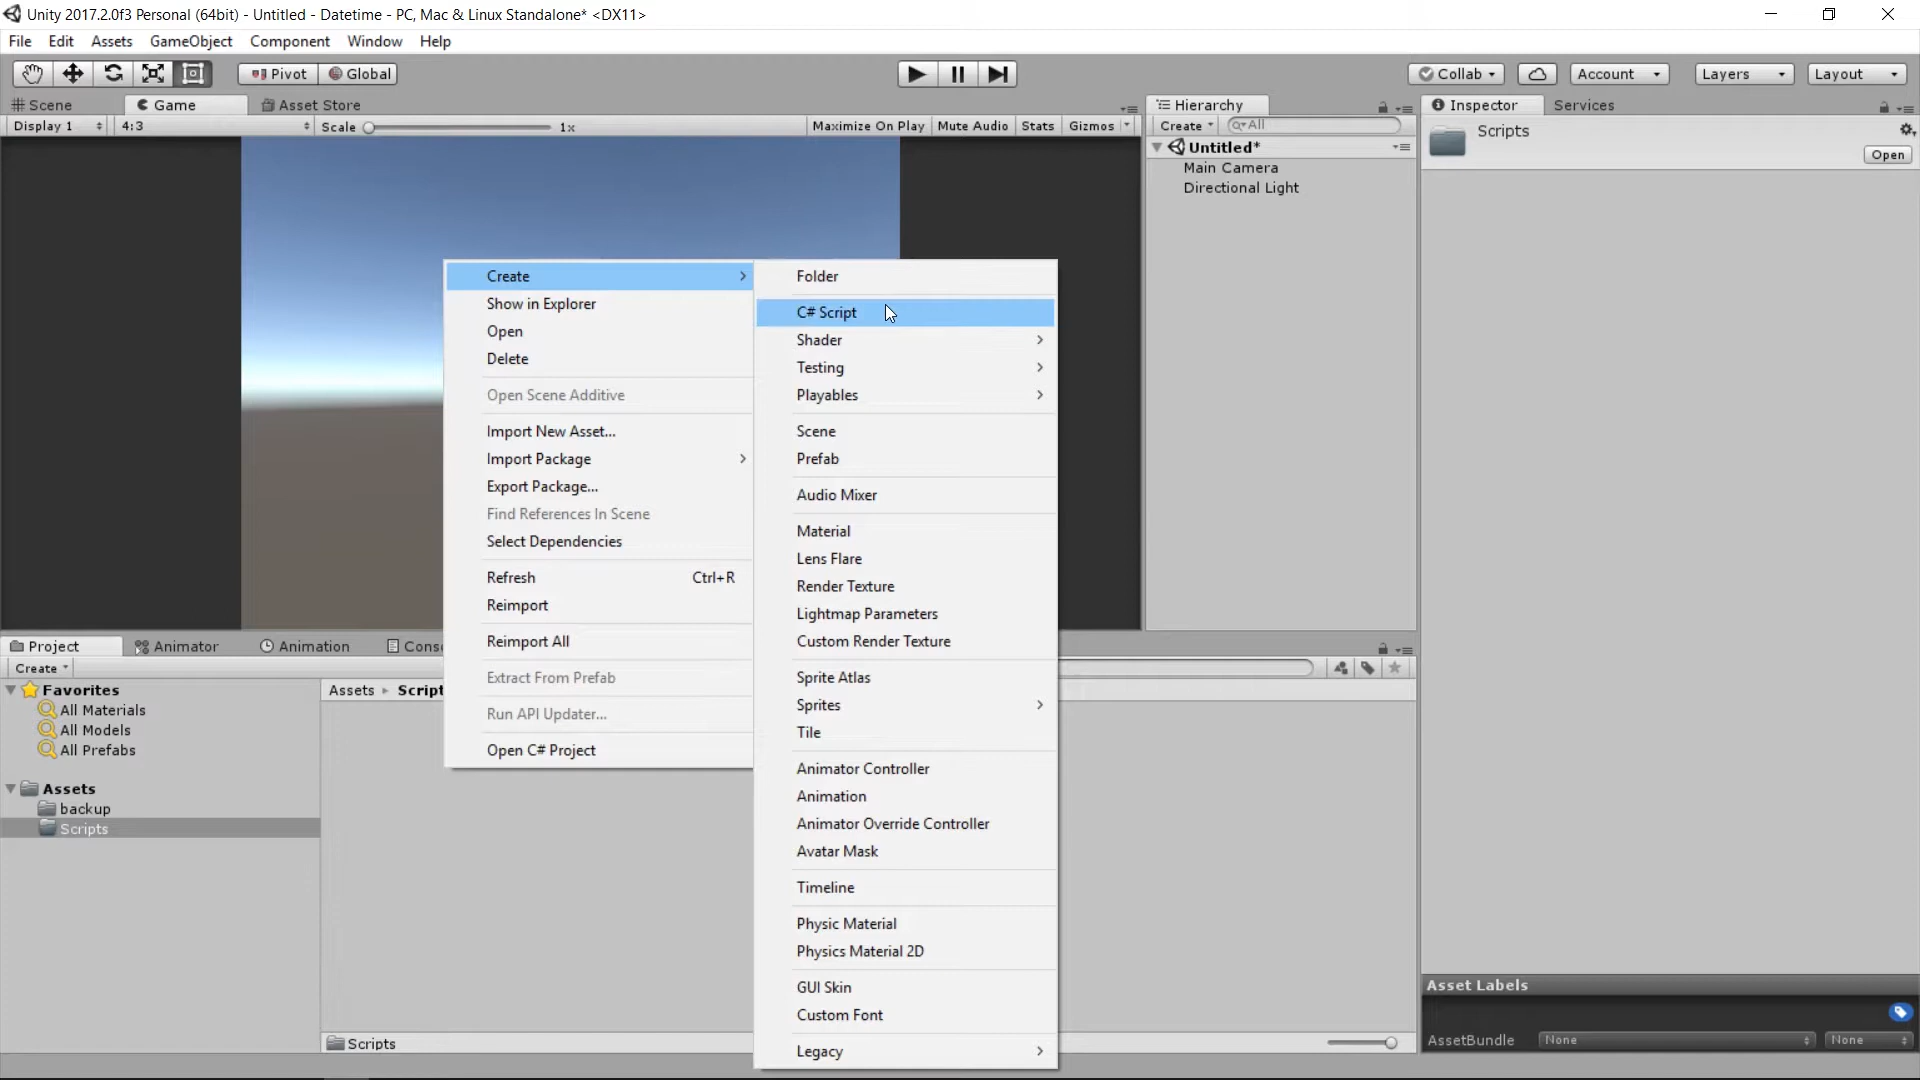 Unity 2017.2.0f3 Personal (64bit) - Untitled - Datetime - PC, Mac & Linux Standalone* <DX11>
File Edit Assets GameObject Component Window Help
Pivot Global Collab Account Layers Layout
Scene Game Asset Store
Display 1 4:3 Scale 1x Maximize On Play Mute Audio Stats Gizmos
Hierarchy
Create All
Untitled*
Main Camera
Directional Light
Inspector Services
Scripts
Open
Create
Show in Explorer
Open
Delete
Open Scene Additive
Import New Asset...
Import Package
Export Package...
Find References In Scene
Select Dependencies
Refresh Ctrl+R
Reimport
Reimport All
Extract From Prefab
Run API Updater...
Open C# Project
Folder
C# Script
Shader
Testing
Playables
Scene
Prefab
Audio Mixer
Material
Lens Flare
Render Texture
Lightmap Parameters
Custom Render Texture
Sprite Atlas
Sprites
Tile
Animator Controller
Animation
Animator Override Controller
Avatar Mask
Timeline
Physic Material
Physics Material 2D
GUI Skin
Custom Font
Legacy
Project Animator Animation Cons
Create
Favorites
All Materials
All Models
All Prefabs
Assets
backup
Scripts
Assets Script
Scripts
Asset Labels
AssetBundle None None